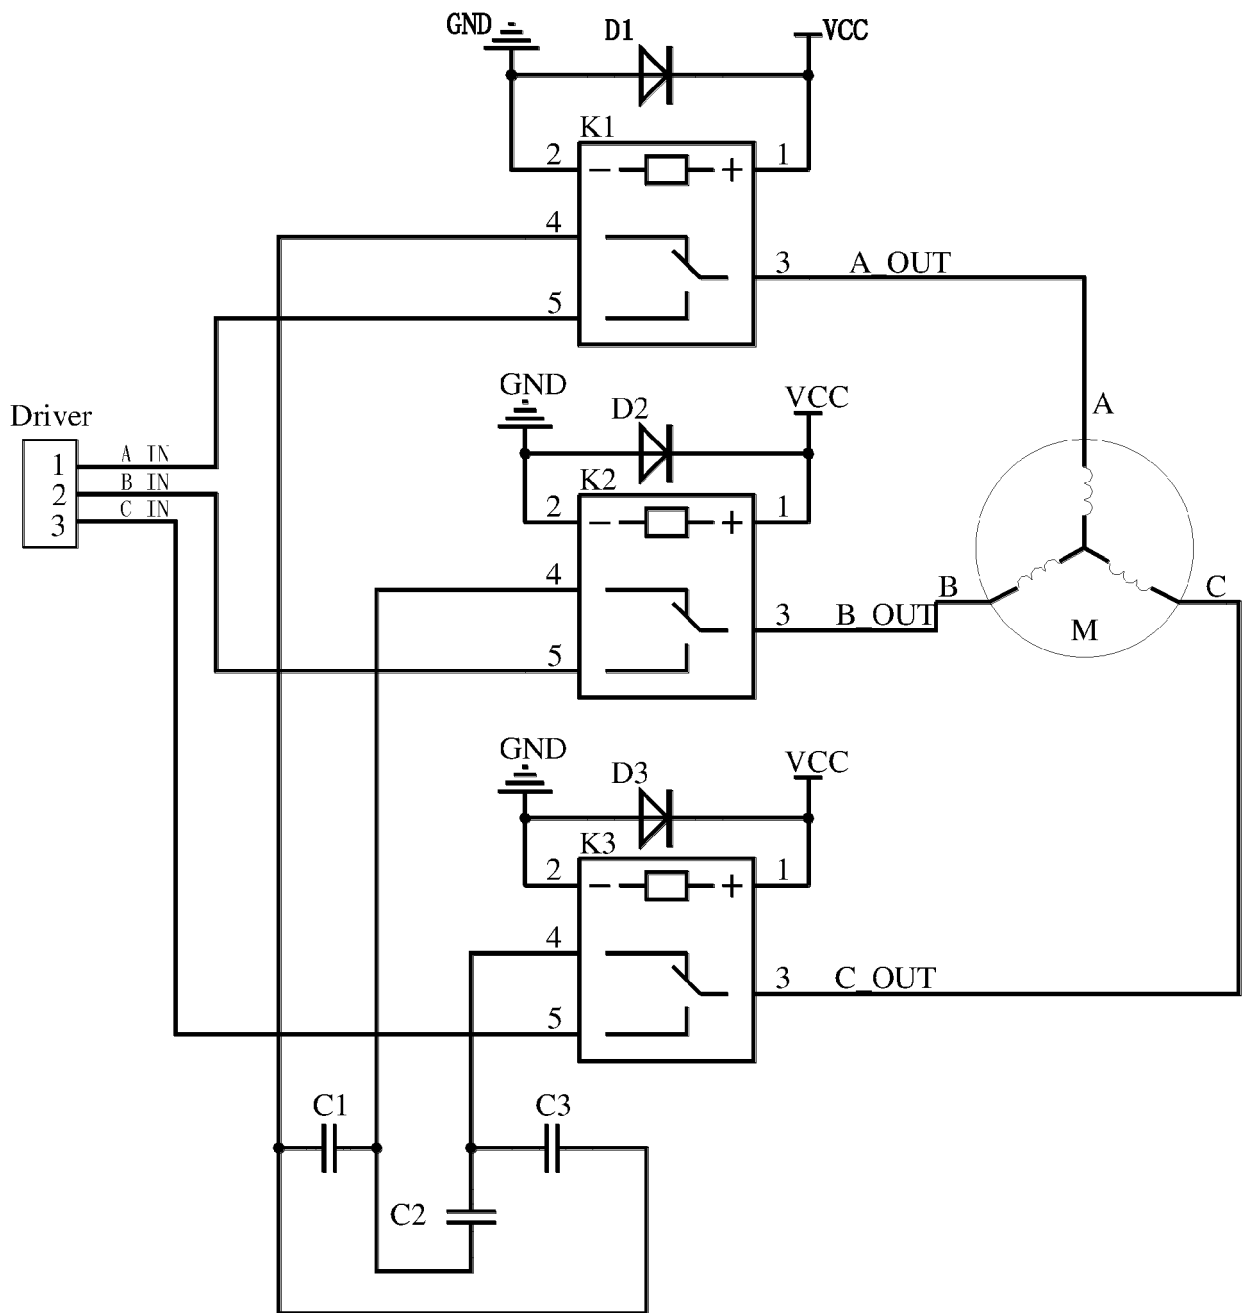 GND D1 VCC
K1
2 - + 1
4
3 A_OUT
5
GND D2 VCC
A
Driver
1 A IN
2 B IN
3 C IN
K2
2 - + 1
4
B C
3 B_OUT
M
5
GND D3 VCC
K3
2 - + 1
4
3 C_OUT
5
C1 C3
C2